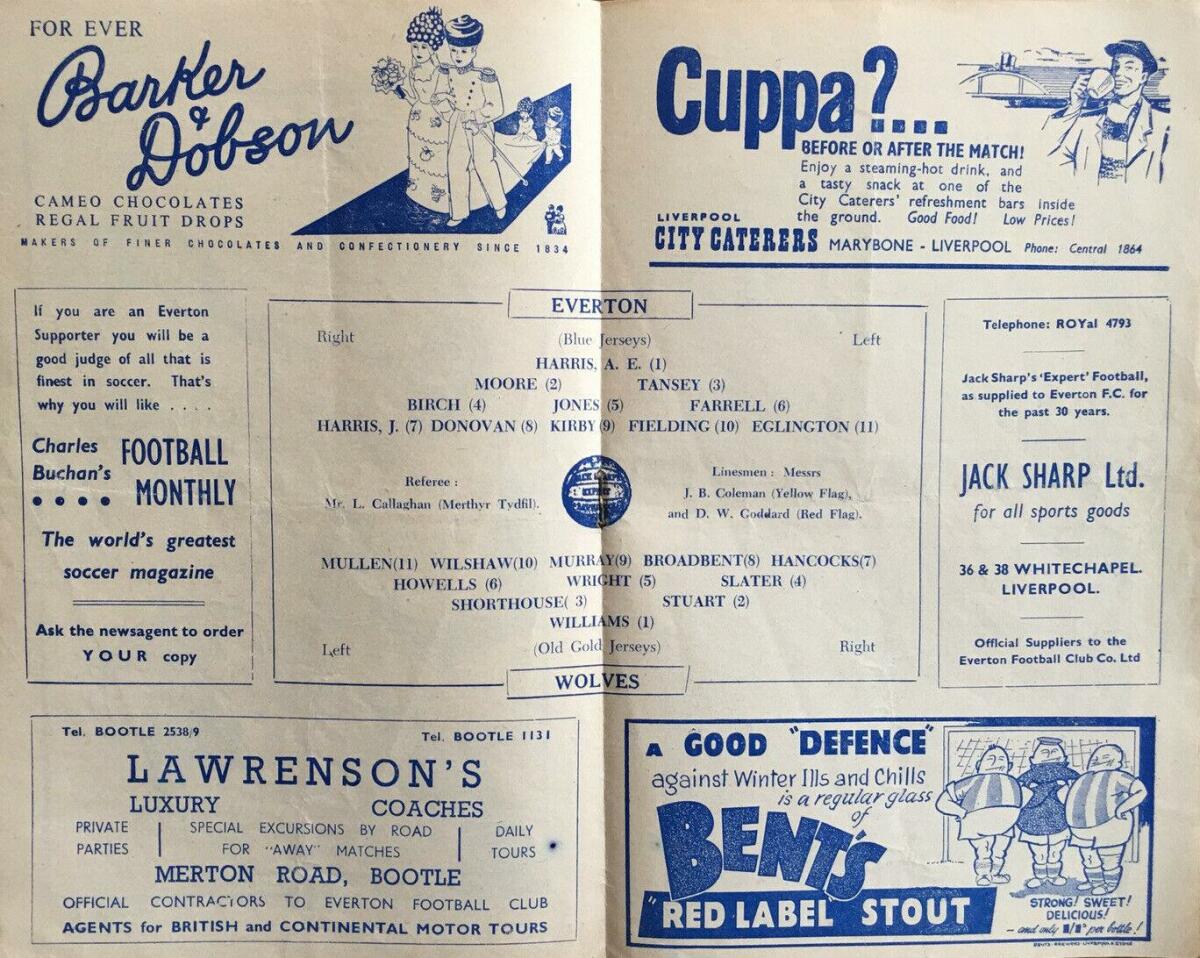 FOR EVER
Barker
&
Dobson
CAMEO CHOCOLATES
REGAL FRUIT DROPS
MAKERS OF FINER CHOCOLATES AND CONFECTIONERY SINCE 1834
Cuppa?....
BEFORE OR AFTER THE MATCH!
Enjoy a steaming-hot drink, and
a tasty snack at one of the
City Caterers' refreshment bars inside
the ground. Good Food! Low Prices!
LIVERPOOL
CITY CATERERS MARYBONE - LIVERPOOL Phone: Central 1864
If you are an Everton
Supporter you will be a
good judge of all that is
finest in soccer. That's
why you will like ....
Charles
Buchan's
FOOTBALL
MONTHLY
The world's greatest
soccer magazine
Ask the newsagent to order
YOUR copy
EVERTON
Right (Blue Jerseys) Left
HARRIS, A. E. (1)
MOORE (2) TANSEY (3)
BIRCH (4) JONES (5) FARRELL (6)
HARRIS, J. (7) DONOVAN (8) KIRBY (9) FIELDING (10) EGLINGTON (11)
Referee :
Mr. L. Callaghan (Merthyr Tydfil).
EXPERT
Linesmen : Messrs
J. B. Coleman (Yellow Flag),
and D. W. Goddard (Red Flag).
MULLEN(11) WILSHAW(10) MURRAY(9) BROADBENT(8) HANCOCKS(7)
HOWELLS (6) WRIGHT (5) SLATER (4)
SHORTHOUSE( 3) STUART (2)
WILLIAMS (1)
Left (Old Gold Jerseys) Right
WOLVES
Telephone: ROYal 4793
Jack Sharp's 'Expert' Football,
as supplied to Everton F.C. for
the past 30 years.
JACK SHARP Ltd.
for all sports goods
36 & 38 WHITECHAPEL.
LIVERPOOL.
Official Suppliers to the
Everton Football Club Co. Ltd
Tel. BOOTLE 2538/9 Tel. BOOTLE 1131
LAWRENSON'S
LUXURY COACHES
PRIVATE
PARTIES
SPECIAL EXCURSIONS BY ROAD
FOR "AWAY" MATCHES
DAILY
TOURS
MERTON ROAD, BOOTLE
OFFICIAL CONTRACTORS TO EVERTON FOOTBALL CLUB
AGENTS for BRITISH and CONTINENTAL MOTOR TOURS
A GOOD "DEFENCE"
against Winter Ills and Chills
is a regular glass
of
BENT'S
"RED LABEL" STOUT
STRONG! SWEET!
DELICIOUS!
- and only per bottle!